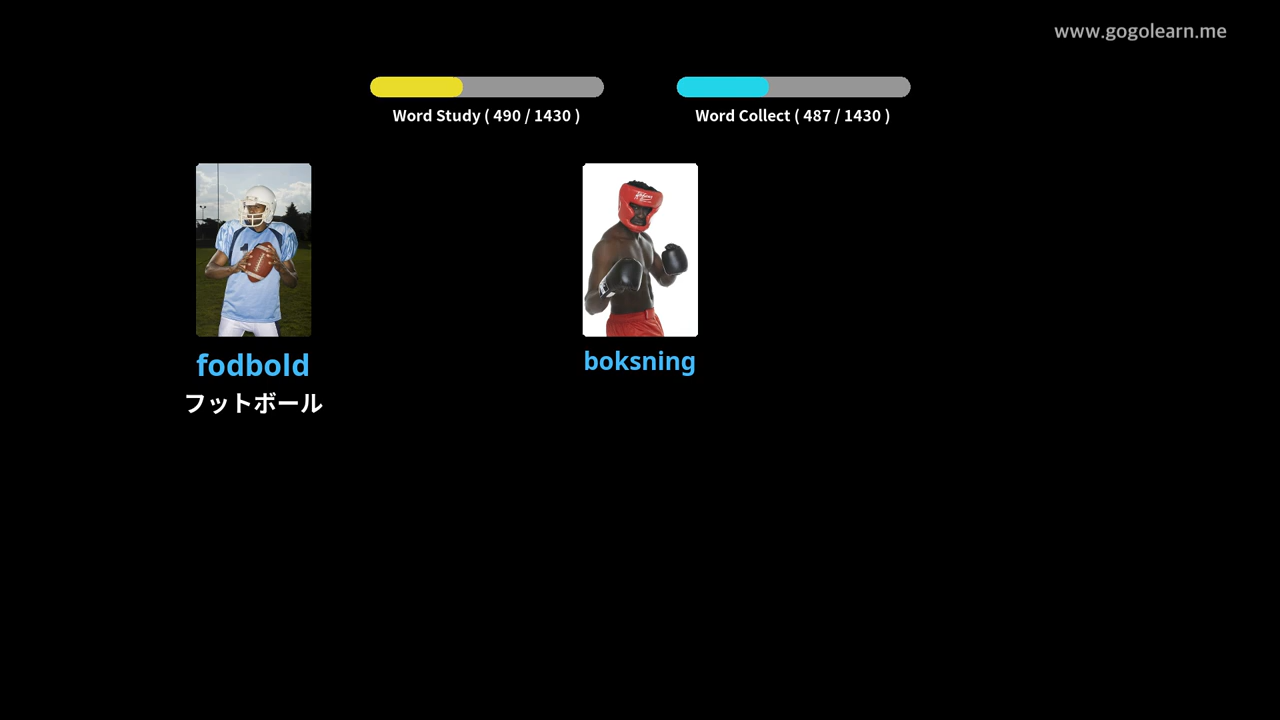 www.gogolearn.me
Word Study ( 490 / 1430 )
Word Collect ( 487 / 1430 )
fodbold
フットボール
boksning